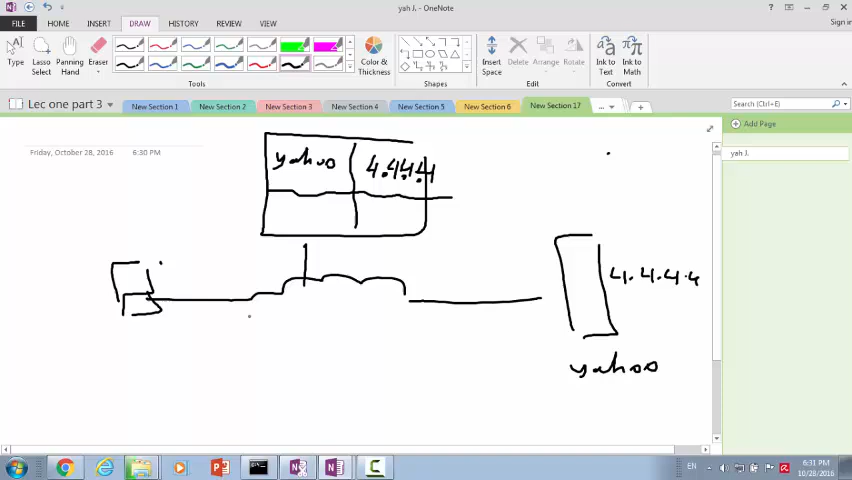 yah J. - OneNote
FILE HOME INSERT DRAW HISTORY REVIEW VIEW
Sign in
Type Lasso Select Panning Hand Eraser Color & Thickness Insert Space Delete Arrange Rotate Ink to Text Ink to Math
Tools Shapes Edit Convert
Lec one part 3 New Section 1 New Section 2 New Section 3 New Section 4 New Section 5 New Section 6 New Section 17 ... Search (Ctrl+E)
Add Page
Friday, October 28, 2016 6:30 PM
yah J.
yahoo 4.4.4.4
4.4.4.4
yahoo
EN 6:31 PM
10/28/2016